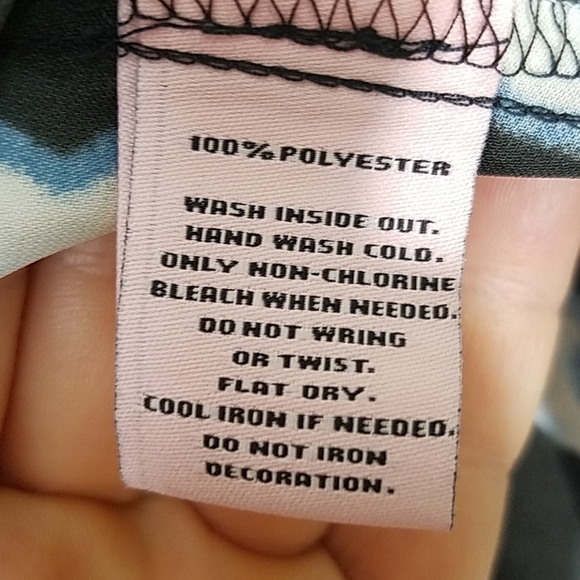 100% POLYESTER
WASH INSIDE OUT.
HAND WASH COLD.
ONLY NON-CHLORINE
BLEACH WHEN NEEDED.
DO NOT WRING
OR TWIST.
FLAT DRY.
COOL IRON IF NEEDED.
DO NOT IRON
DECORATION.